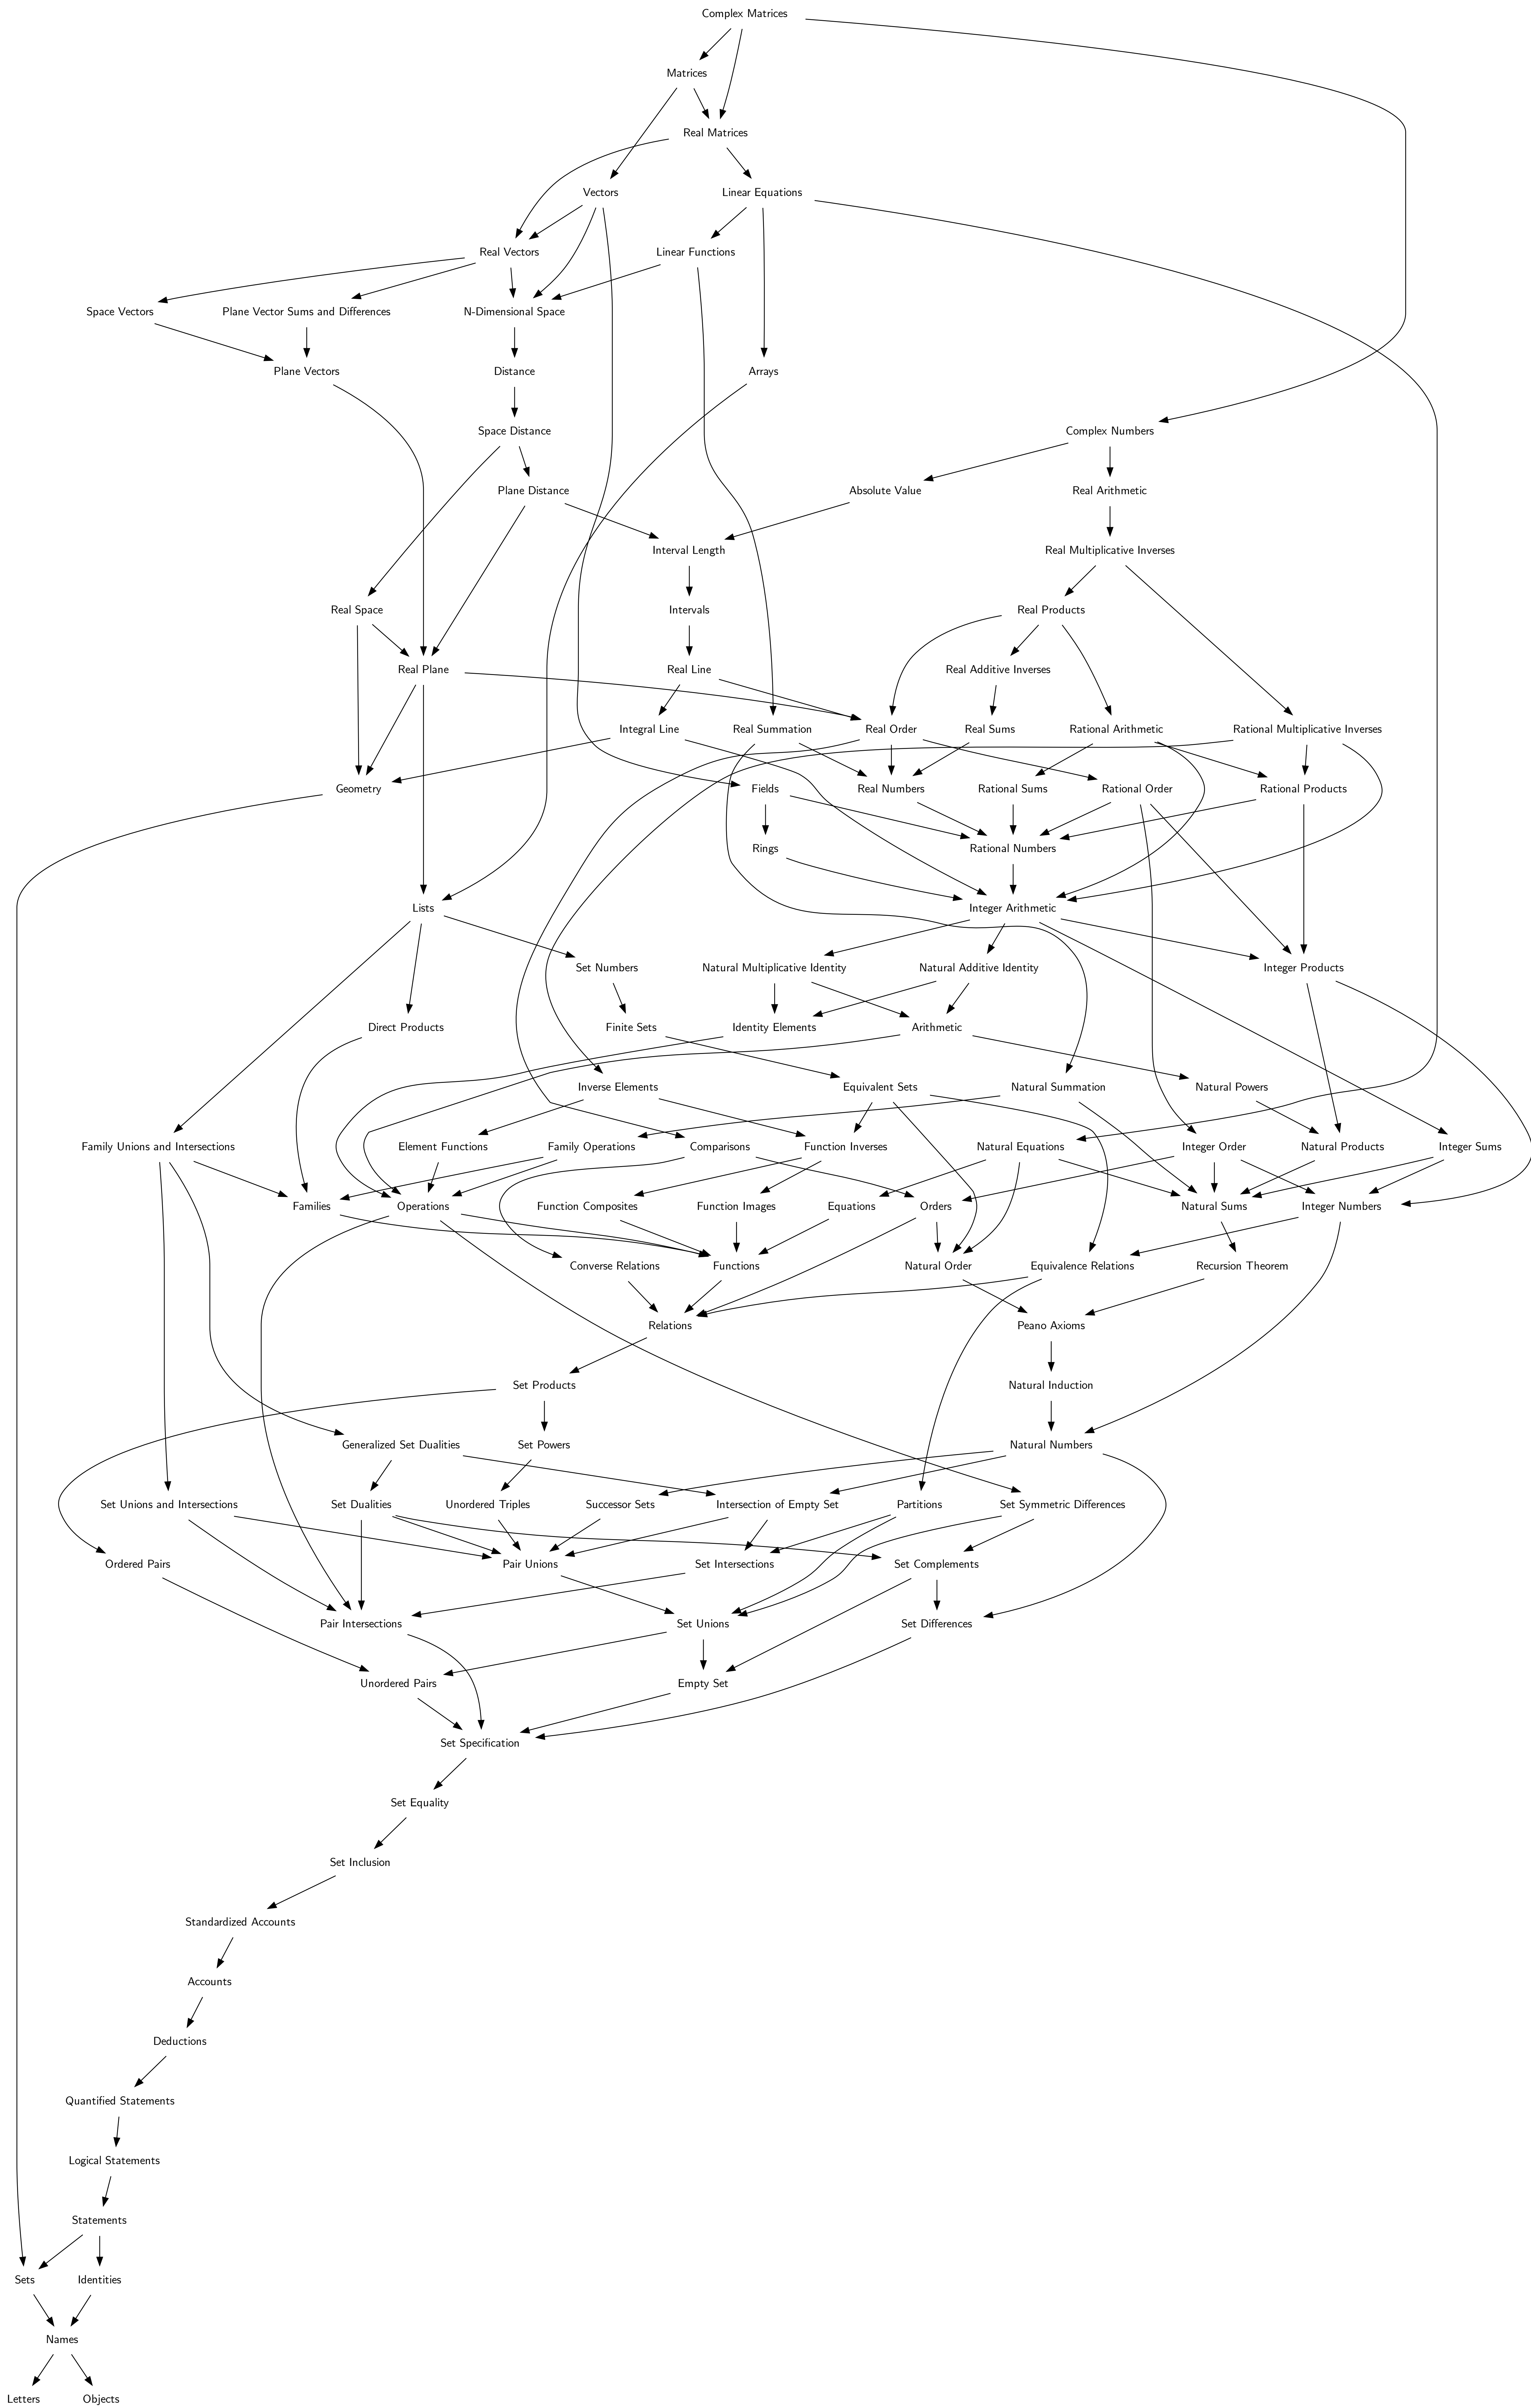 Complex Matrices
Matrices
Real Matrices
Vectors
Linear Equations
Real Vectors
Linear Functions
Space Vectors
Plane Vector Sums and Differences
N-Dimensional Space
Plane Vectors
Distance
Arrays
Space Distance
Complex Numbers
Plane Distance
Absolute Value
Real Arithmetic
Interval Length
Real Multiplicative Inverses
Real Space
Intervals
Real Products
Real Plane
Real Line
Real Additive Inverses
Integral Line
Real Summation
Real Order
Real Sums
Rational Arithmetic
Rational Multiplicative Inverses
Geometry
Fields
Real Numbers
Rational Sums
Rational Order
Rational Products
Rings
Rational Numbers
Lists
Integer Arithmetic
Set Numbers
Natural Multiplicative Identity
Natural Additive Identity
Integer Products
Direct Products
Finite Sets
Identity Elements
Arithmetic
Inverse Elements
Equivalent Sets
Natural Summation
Natural Powers
Family Unions and Intersections
Element Functions
Family Operations
Comparisons
Function Inverses
Natural Equations
Integer Order
Natural Products
Integer Sums
Families
Operations
Function Composites
Function Images
Equations
Orders
Natural Sums
Integer Numbers
Converse Relations
Functions
Natural Order
Equivalence Relations
Recursion Theorem
Relations
Peano Axioms
Set Products
Natural Induction
Generalized Set Dualities
Set Powers
Natural Numbers
Set Unions and Intersections
Set Dualities
Unordered Triples
Successor Sets
Intersection of Empty Set
Partitions
Set Symmetric Differences
Ordered Pairs
Pair Unions
Set Intersections
Set Complements
Pair Intersections
Set Unions
Set Differences
Unordered Pairs
Empty Set
Set Specification
Set Equality
Set Inclusion
Standardized Accounts
Accounts
Deductions
Quantified Statements
Logical Statements
Statements
Sets
Identities
Names
Letters
Objects